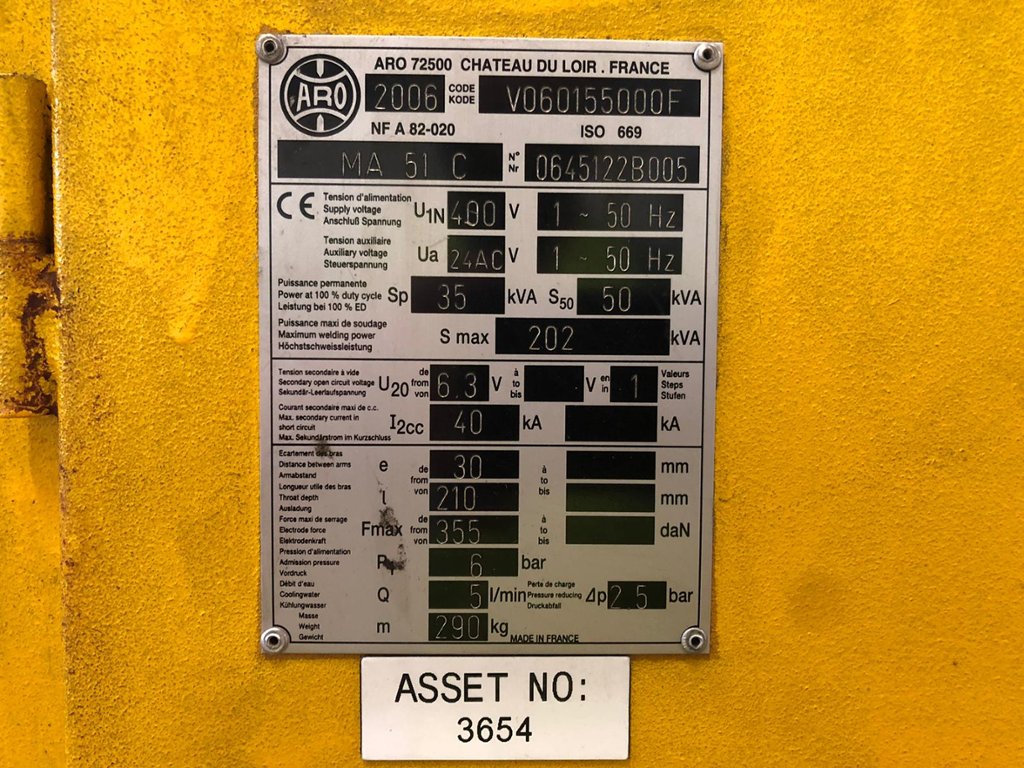 ARO 72500 CHATEAU DU LOIR . FRANCE
ARO
2006 CODE KODE V060155000F
NF A 82-020 ISO 669
MA 51 C N° Nr 0645122B005
CE
Tension d'alimentation
Supply voltage U1N 400 V 1 ~ 50 Hz
Anschluß Spannung
Tension auxiliaire
Auxiliary voltage Ua 24AC V 1 ~ 50 Hz
Steuerspannung
Puissance permanente
Power at 100 % duty cycle Sp 35 kVA S50 50 kVA
Leistung bei 100 % ED
Puissance maxi de soudage
Maximum welding power S max 202 kVA
Höchstschweissleistung
Tension secondaire à vide de à en Valeurs
Secondary open circuit voltage U20 from 6.3 V to V in 1 Steps
Sekundär-Leerlaufspannung von bis Stufen
Courant secondaire maxi de c.c.
Max. secondary current in I2cc 40 kA kA
short circuit
Max. Sekundärstrom im Kurzschluss
Ecartement des bras
Distance between arms e de from von 30 à to bis mm
Armabstand
Longueur utile des bras
Throat depth l 210 mm
Ausladung
Force maxi de serrage de à
Electrode force Fmax from 355 to daN
Elektrodenkraft von bis
Pression d'alimentation
Admission pressure P1 6 bar
Vordruck
Débit d'eau Perte de charge
Coolingwater Q 5 l/min Pressure reducing Δp 2.5 bar
Kühlungwasser Druckabfall
Masse
Weight m 290 kg
Gewicht
MADE IN FRANCE
ASSET NO:
3654